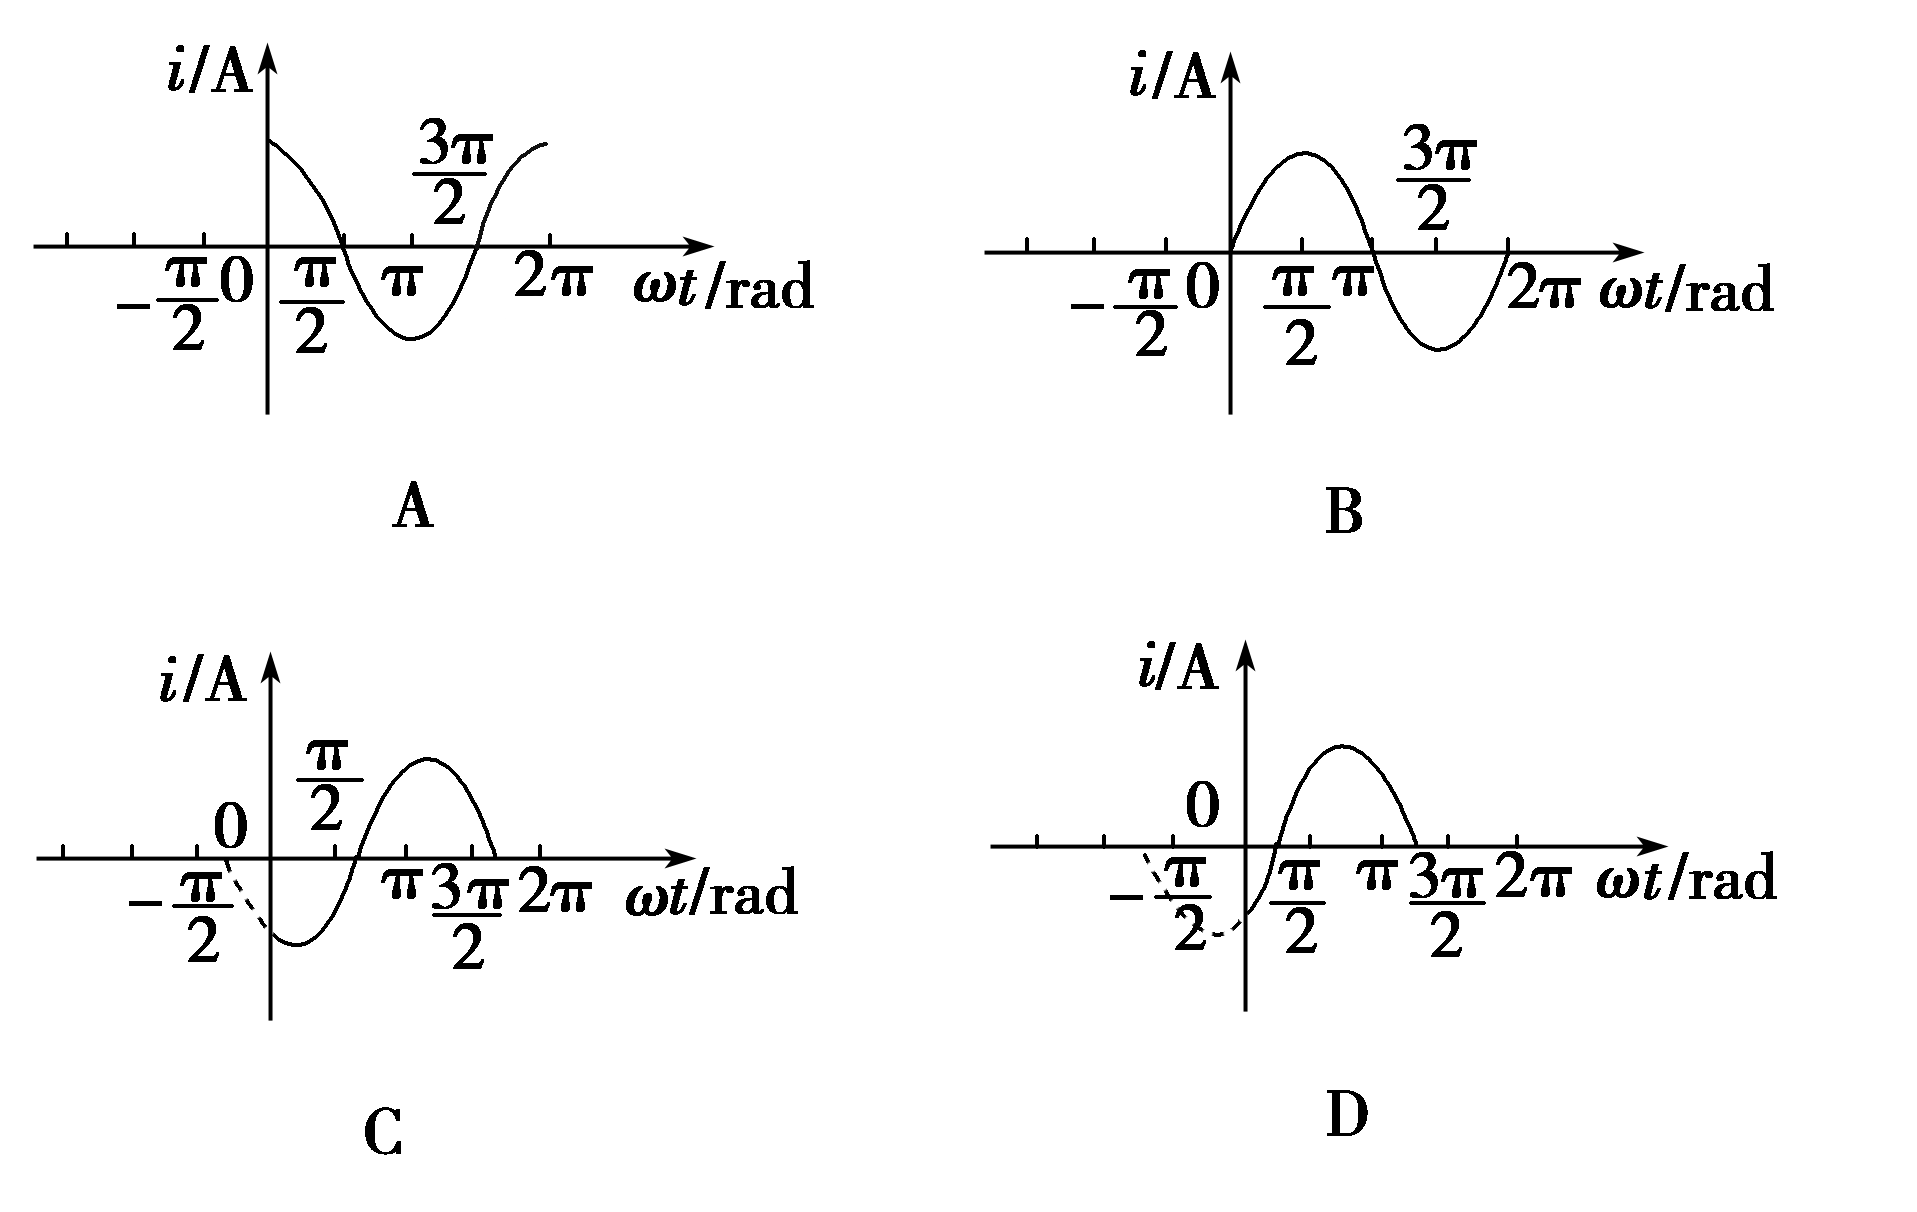 i/A
3π/2
-π/2 0 π/2 π 2π ωt/rad
A
i/A
3π/2
-π/2 0 π/2 π 2π ωt/rad
B
i/A
π/2
0
-π/2 π 3π/2 2π ωt/rad
C
i/A
0
-π/2 π/2 π 3π/2 2π ωt/rad
D